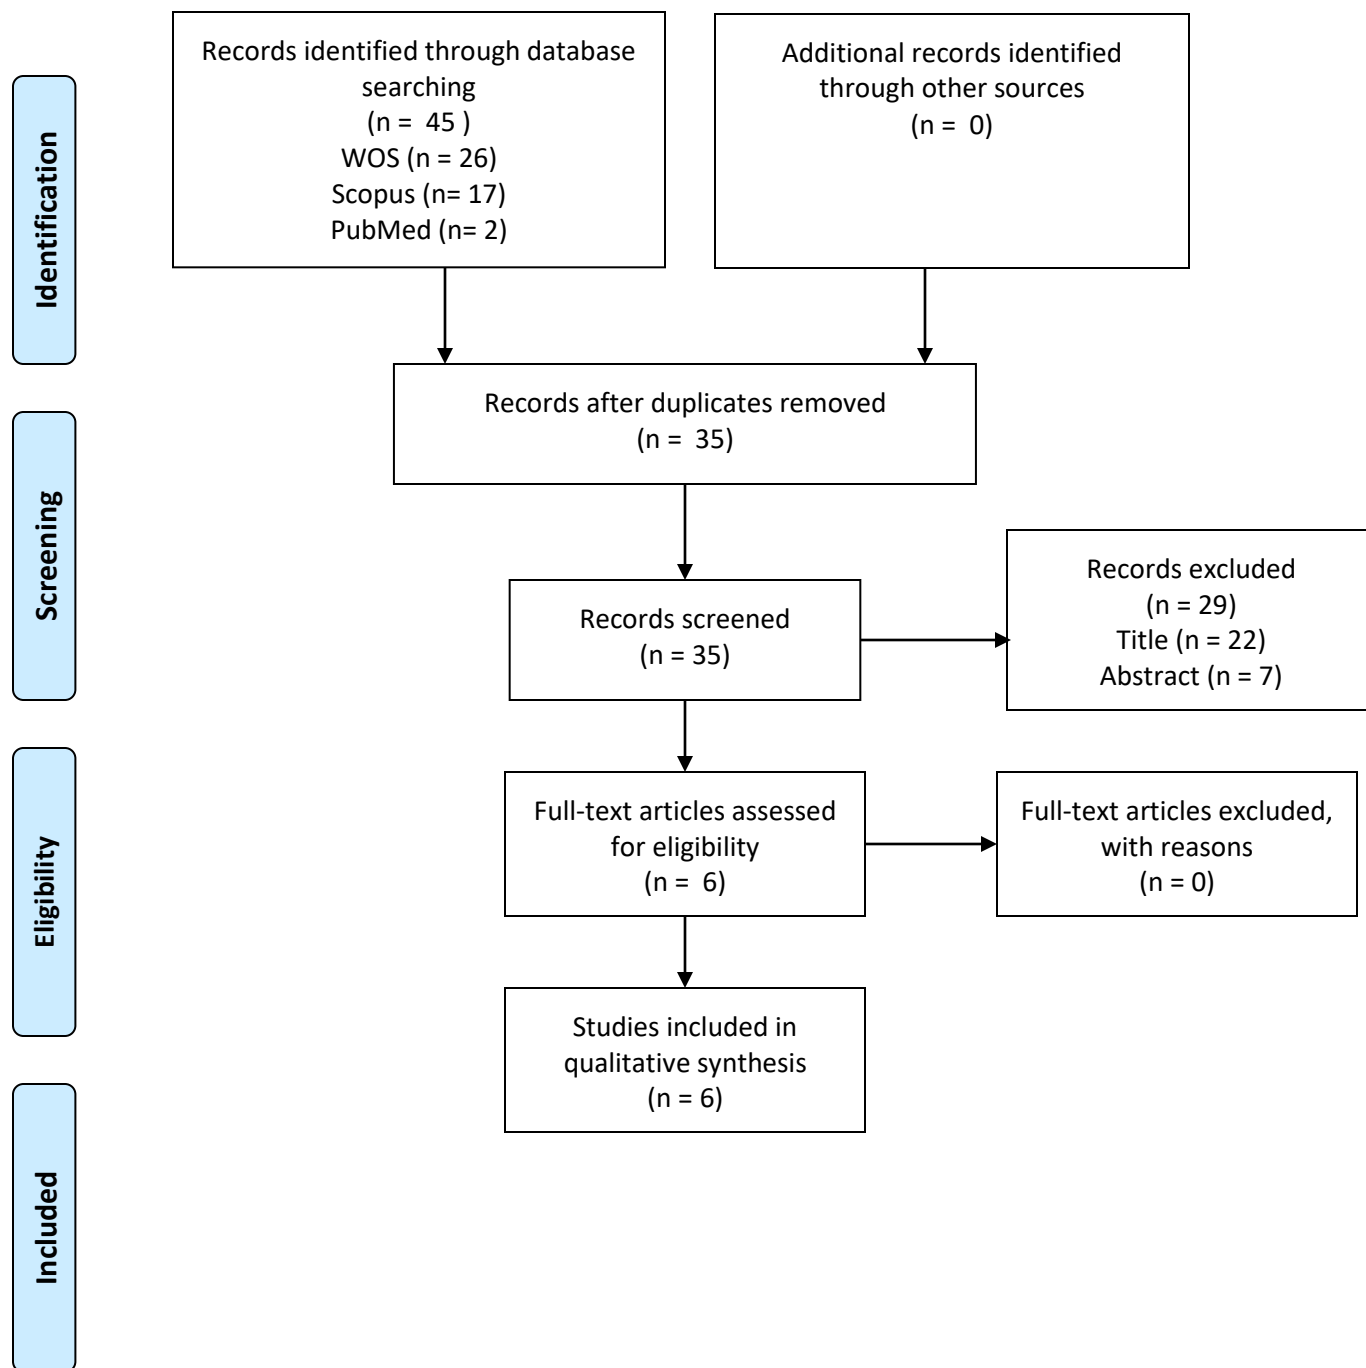 Records identified through database
searching
(n = 45 )
WOS (n = 26)
Scopus (n= 17)
PubMed (n= 2)
Additional records identified
through other sources
(n = 0)
Identification
Records after duplicates removed
(n = 35)
Screening
Records screened
(n = 35)
Records excluded
(n = 29)
Title (n = 22)
Abstract (n = 7)
Eligibility
Full-text articles assessed
for eligibility
(n = 6)
Full-text articles excluded,
with reasons
(n = 0)
Studies included in
qualitative synthesis
(n = 6)
Included